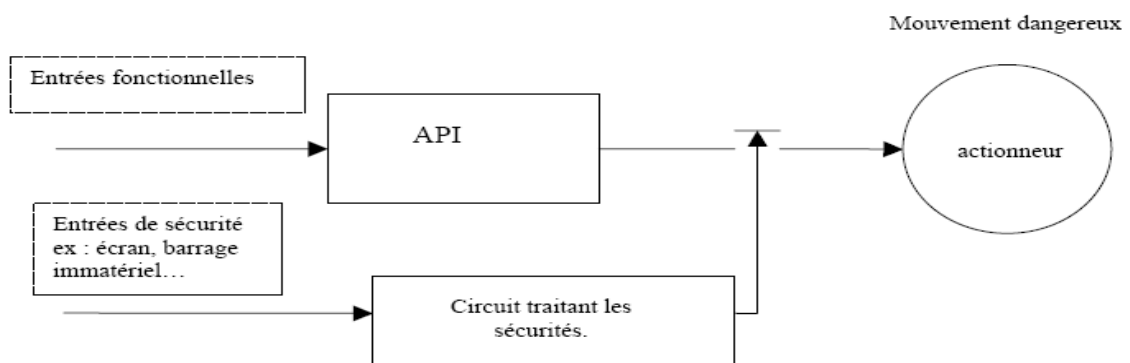 Mouvement dangereux
Entrées fonctionnelles
API
actionneur
Entrées de sécurité
ex : écran, barrage
immatériel…
Circuit traitant les
sécurités.